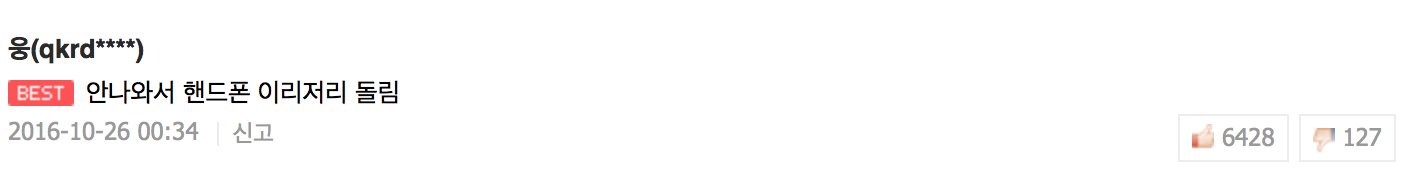 웅(qkrd****)
BEST 안나와서 핸드폰 이리저리 돌림
2016-10-26 00:34 | 신고
6428 127